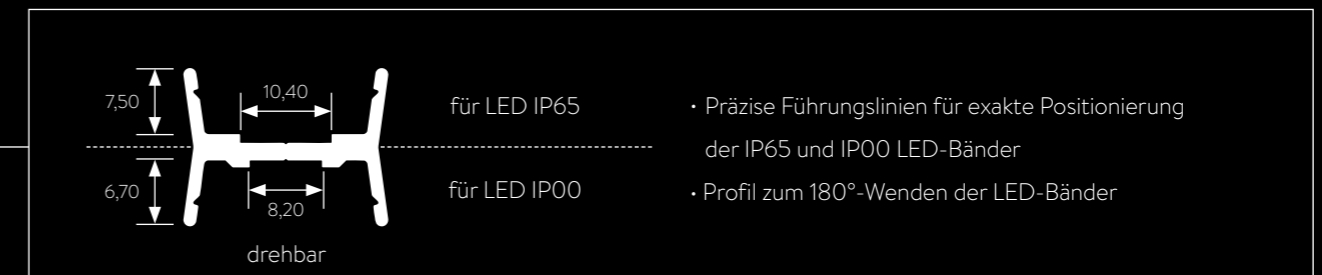 7,50
10,40
für LED IP65
6,70
8,20
für LED IP00
drehbar
• Präzise Führungslinien für exakte Positionierung
der IP65 und IP00 LED-Bänder
• Profil zum 180°-Wenden der LED-Bänder